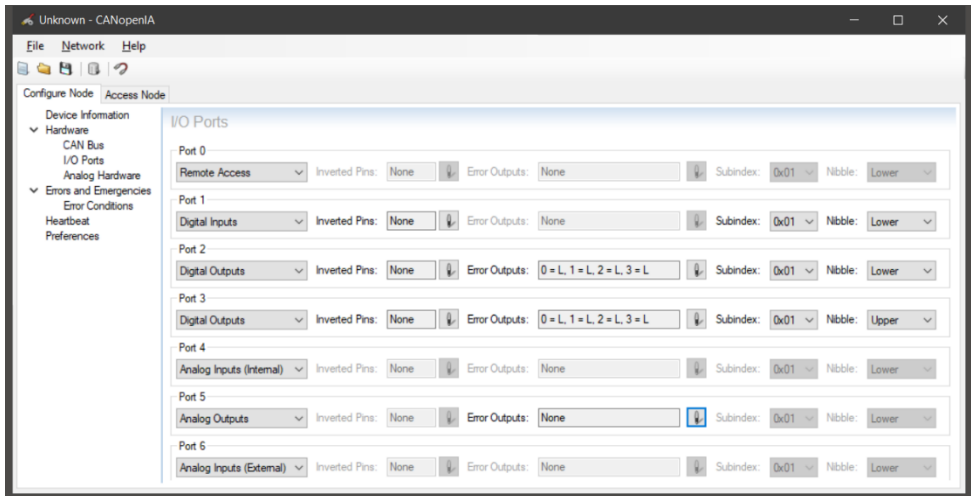 Unknown - CANopenIA
File Network Help
Configure Node Access Node
Device Information
Hardware
CAN Bus
I/O Ports
Analog Hardware
Errors and Emergencies
Error Conditions
Heartbeat
Preferences
I/O Ports
Port 0
Remote Access Inverted Pins: None Error Outputs: None Subindex: 0x01 Nibble: Lower
Port 1
Digital Inputs Inverted Pins: None Error Outputs: None Subindex: 0x01 Nibble: Lower
Port 2
Digital Outputs Inverted Pins: None Error Outputs: 0 = L, 1 = L, 2 = L, 3 = L Subindex: 0x01 Nibble: Lower
Port 3
Digital Outputs Inverted Pins: None Error Outputs: 0 = L, 1 = L, 2 = L, 3 = L Subindex: 0x01 Nibble: Upper
Port 4
Analog Inputs (Internal) Inverted Pins: None Error Outputs: None Subindex: 0x01 Nibble: Lower
Port 5
Analog Outputs Inverted Pins: None Error Outputs: None Subindex: 0x01 Nibble: Lower
Port 6
Analog Inputs (External) Inverted Pins: None Error Outputs: None Subindex: 0x01 Nibble: Lower